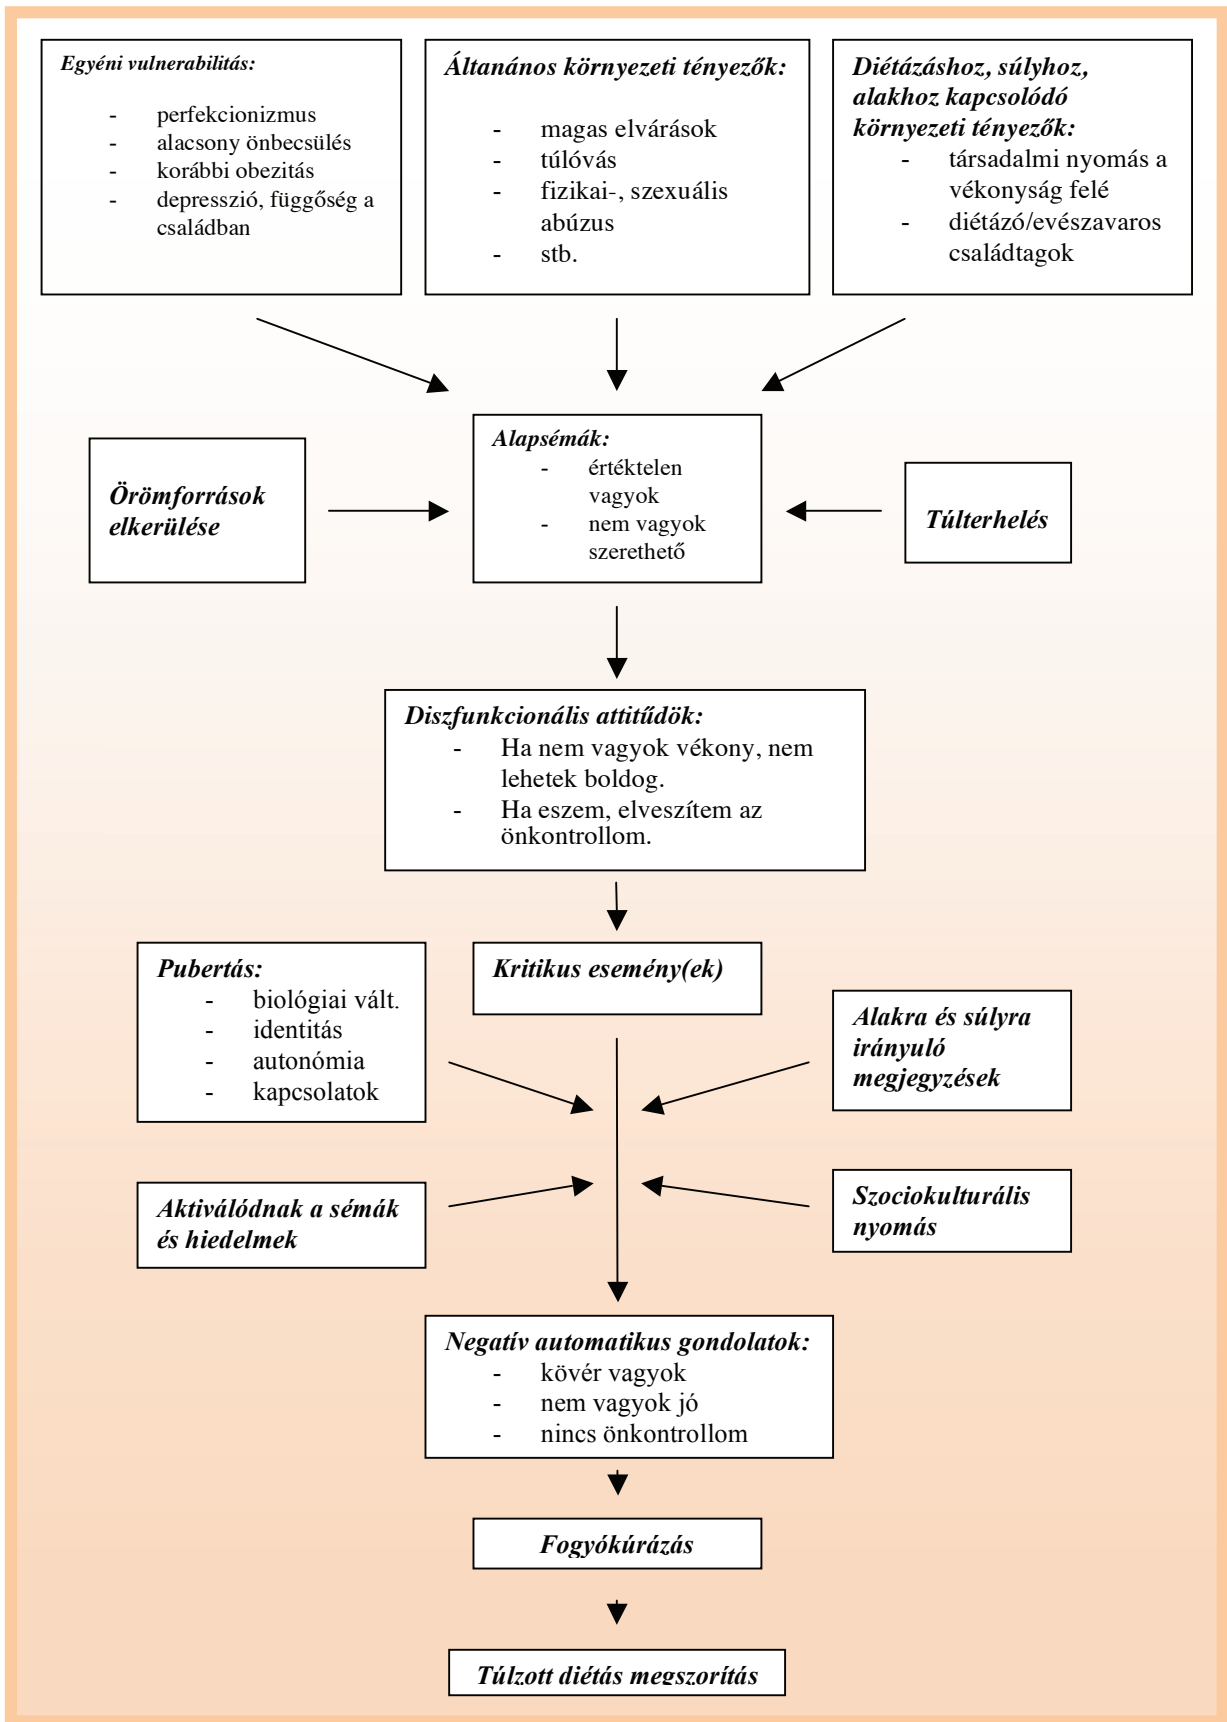 Egyéni vulnerabilitás:
- perfekcionizmus
- alacsony önbecsülés
- korábbi obezitás
- depresszió, függőség a
családban
Áltanános környezeti tényezők:
- magas elvárások
- túlóvás
- fizikai-, szexuális
abúzus
- stb.
Diétázáshoz, súlyhoz,
alakhoz kapcsolódó
környezeti tényezők:
- társadalmi nyomás a
vékonyság felé
- diétázó/evészavaros
családtagok
Örömforrások
elkerülése
Alapsémák:
- értéktelen
vagyok
- nem vagyok
szerethető
Túlterhelés
Diszfunkcionális attitűdök:
- Ha nem vagyok vékony, nem
lehetek boldog.
- Ha eszem, elveszítem az
önkontrollom.
Pubertás:
- biológiai vált.
- identitás
- autonómia
- kapcsolatok
Kritikus esemény(ek)
Alakra és súlyra
irányuló
megjegyzések
Aktiválódnak a sémák
és hiedelmek
Szociokulturális
nyomás
Negatív automatikus gondolatok:
- kövér vagyok
- nem vagyok jó
- nincs önkontrollom
Fogyókúrázás
Túlzott diétás megszorítás